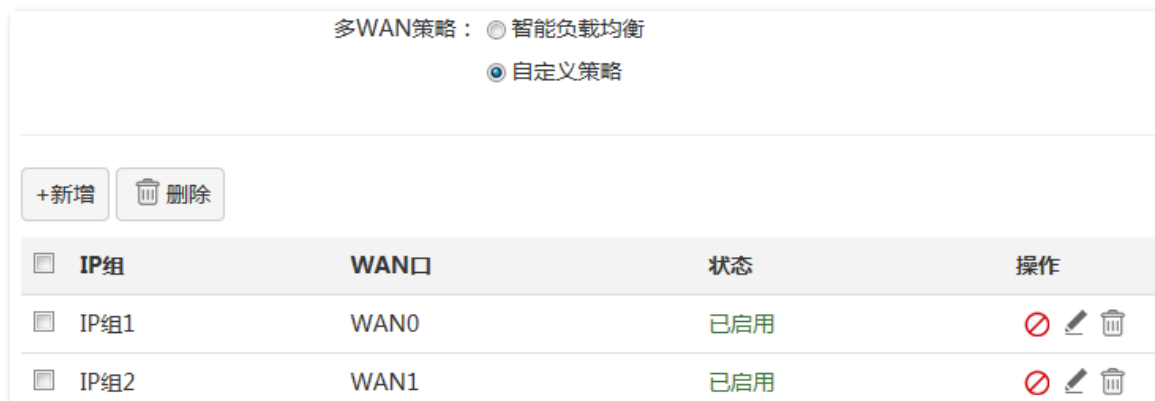 多WAN策略： 智能负载均衡
自定义策略
+新增 删除
IP组 WAN口 状态 操作
IP组1 WAN0 已启用
IP组2 WAN1 已启用